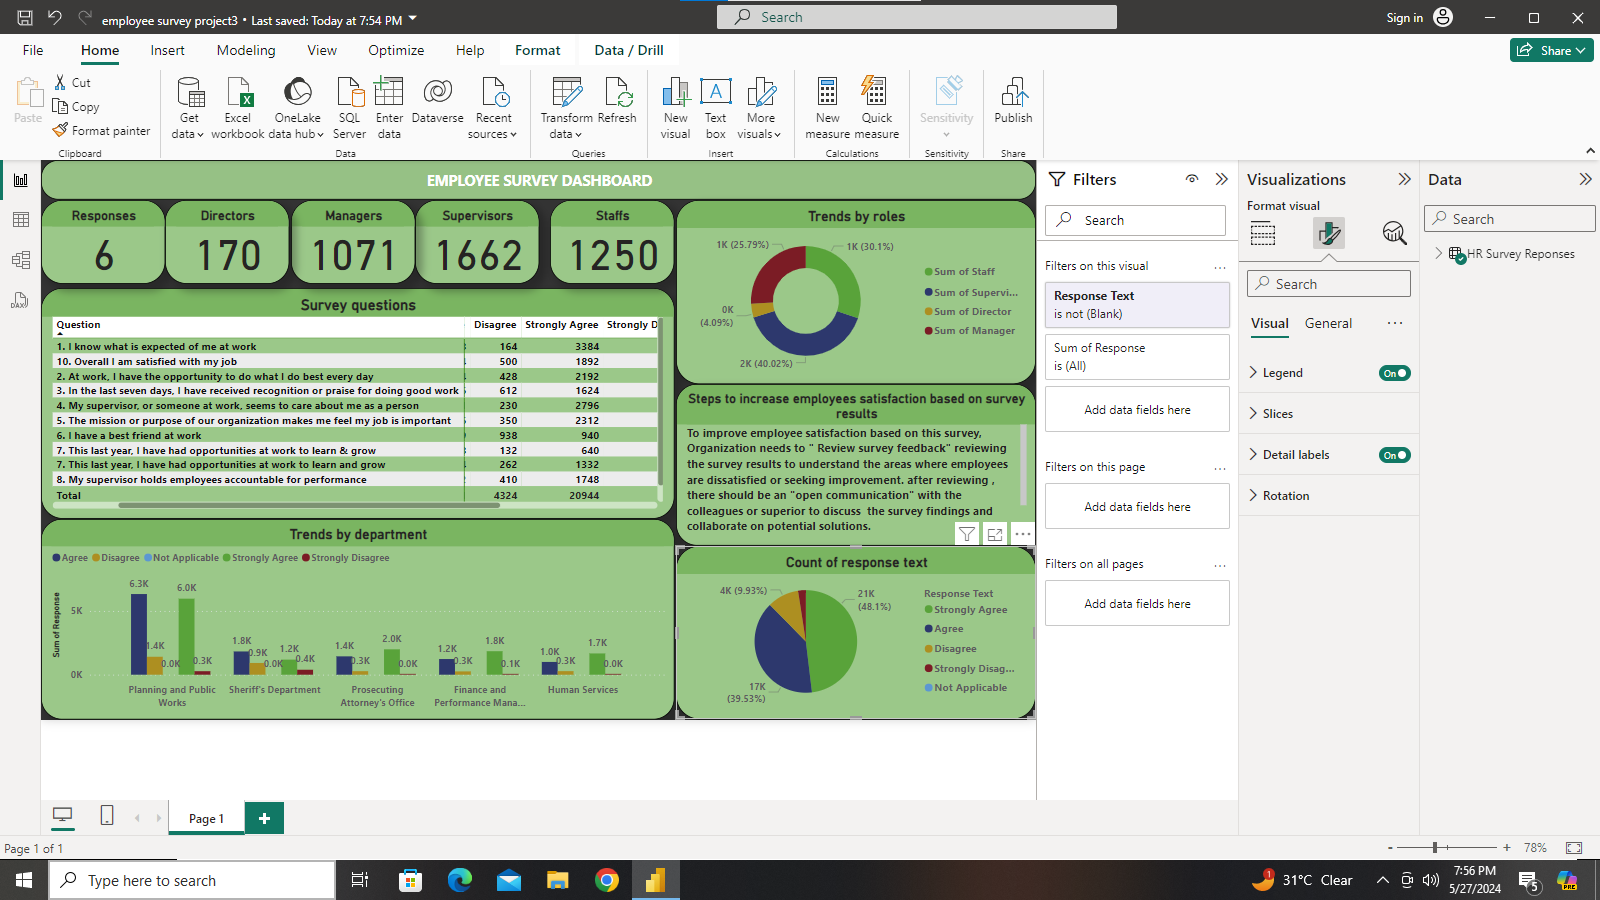 employee survey project3 • Last saved: Today at 7:54 PM
Search
Sign in
File
Home
Insert
Modeling
View
Optimize
Help
Format
Data / Drill
Share
Paste
Cut
Copy
Format painter
Clipboard
Get data
Excel workbook
OneLake data hub
SQL Server
Enter data
Dataverse
Recent sources
Data
Transform data
Refresh
Queries
New visual
Text box
More visuals
Insert
New measure
Quick measure
Calculations
Sensitivity
Sensitivity
Publish
Share
EMPLOYEE SURVEY DASHBOARD
Responses
6
Directors
170
Managers
1071
Supervisors
1662
Staffs
1250
Survey questions
Question Disagree Strongly Agree Strongly D
1. I know what is expected of me at work 164 3384
10. Overall I am satisfied with my job 500 1892
2. At work, I have the opportunity to do what I do best every day 428 2192
3. In the last seven days, I have received recognition or praise for doing good work 612 1624
4. My supervisor, or someone at work, seems to care about me as a person 230 2796
5. The mission or purpose of our organization makes me feel my job is important 350 2312
6. I have a best friend at work 938 940
7. This last year, I have had opportunities at work to learn & grow 132 640
7. This last year, I have had opportunities at work to learn and grow 262 1332
8. My supervisor holds employees accountable for performance 410 1748
Total 4324 20944
Trends by department
Agree Disagree Not Applicable Strongly Agree Strongly Disagree
Sum of Response
5K
0K
6.3K
1.4K
0.0K
6.0K
0.3K
1.8K
0.9K
0.0K
1.2K
0.4K
1.4K
0.3K
2.0K
0.0K
1.2K
0.3K
1.8K
0.1K
1.0K
0.3K
1.7K
0.0K
Planning and Public Works
Sheriff's Department
Prosecuting Attorney's Office
Finance and Performance Mana...
Human Services
Trends by roles
1K (25.79%)
1K (30.1%)
0K (4.09%)
2K (40.02%)
Sum of Staff
Sum of Supervi...
Sum of Director
Sum of Manager
Steps to increase employees satisfaction based on survey
results
To improve employee satisfaction based on this survey,
Organization needs to " Review survey feedback" reviewing
the survey results to understand the areas where employees
are dissatisfied or seeking improvement. after reviewing ,
there should be an "open communication" with the
colleagues or superior to discuss the survey findings and
collaborate on potential solutions.
Count of response text
4K (9.93%)
21K (48.1%)
17K (39.53%)
Response Text
Strongly Agree
Agree
Disagree
Strongly Disag...
Not Applicable
Filters
Search
Filters on this visual
Response Text
is not (Blank)
Sum of Response
is (All)
Add data fields here
Filters on this page
Add data fields here
Filters on all pages
Add data fields here
Visualizations
Format visual
Search
Visual
General
Legend
On
Slices
Detail labels
On
Rotation
Data
Search
HR Survey Reponses
Page 1
Page 1 of 1
- + 78%
Type here to search
1
31°C Clear
7:56 PM
5/27/2024
5
PRE